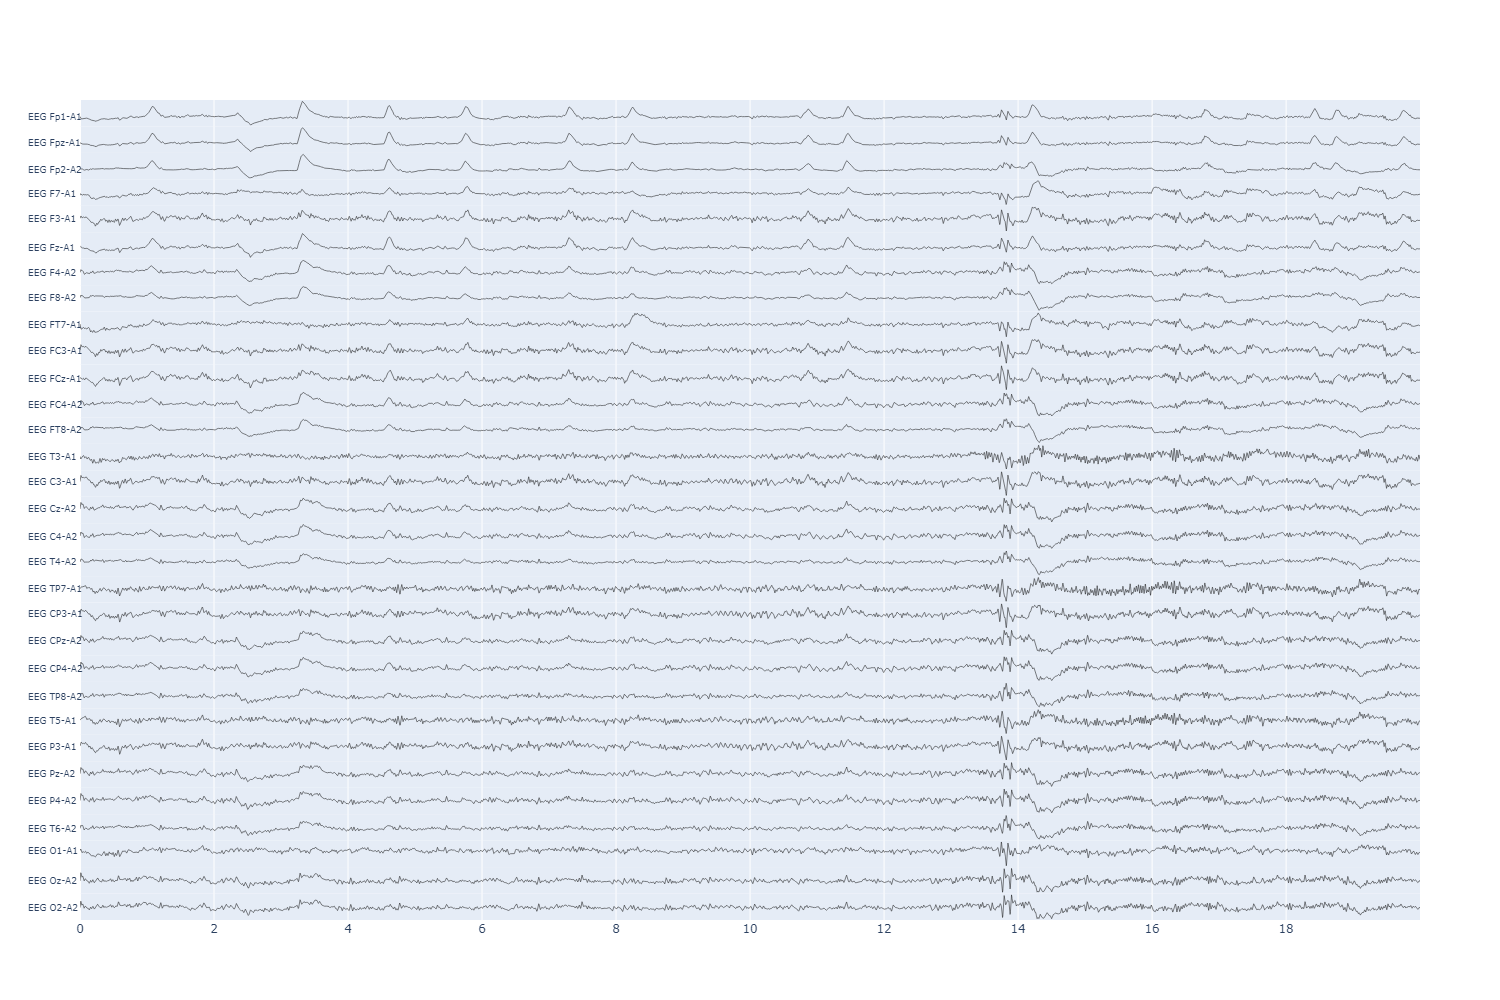 EEG Fp1-A1
EEG Fpz-A1
EEG Fp2-A2
EEG F7-A1
EEG F3-A1
EEG Fz-A1
EEG F4-A2
EEG F8-A2
EEG FT7-A1
EEG FC3-A1
EEG FCz-A1
EEG FC4-A2
EEG FT8-A2
EEG T3-A1
EEG C3-A1
EEG Cz-A2
EEG C4-A2
EEG T4-A2
EEG TP7-A1
EEG CP3-A1
EEG CPz-A2
EEG CP4-A2
EEG TP8-A2
EEG T5-A1
EEG P3-A1
EEG Pz-A2
EEG P4-A2
EEG T6-A2
EEG O1-A1
EEG Oz-A2
EEG O2-A2
0 2 4 6 8 10 12 14 16 18